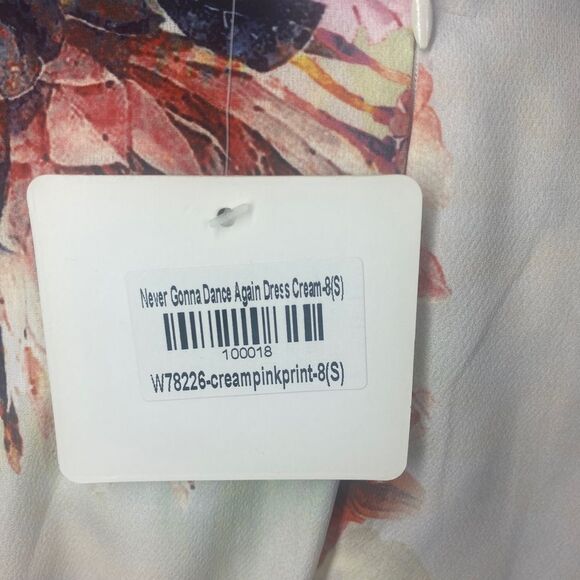 Never Gonna Dance Again Dress Cream-8(S)
100018
W78226-creampinkprint-8(S)